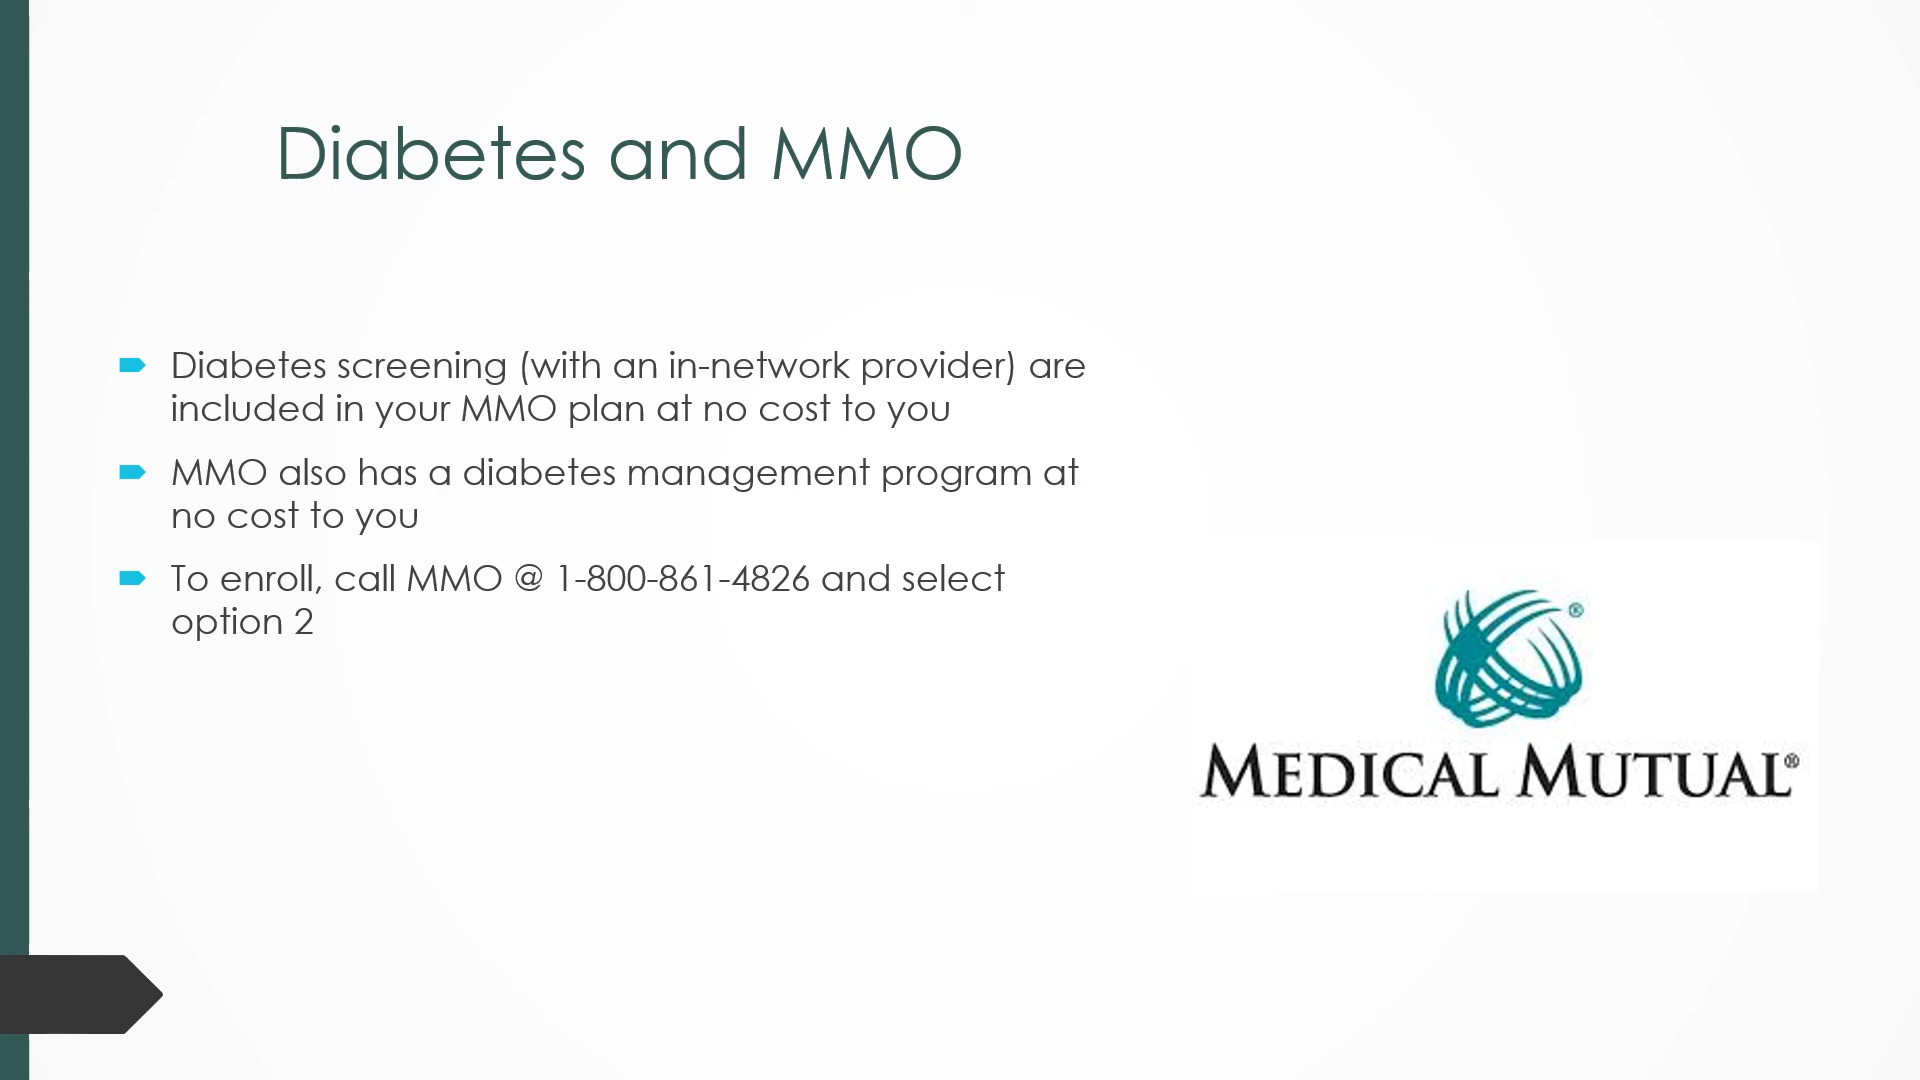 Diabetes and MMO
Diabetes screening (with an in-network provider) are
included in your MMO plan at no cost to you
MMO also has a diabetes management program at
no cost to you
To enroll, call MMO @ 1-800-861-4826 and select
option 2
®
MEDICAL MUTUAL®